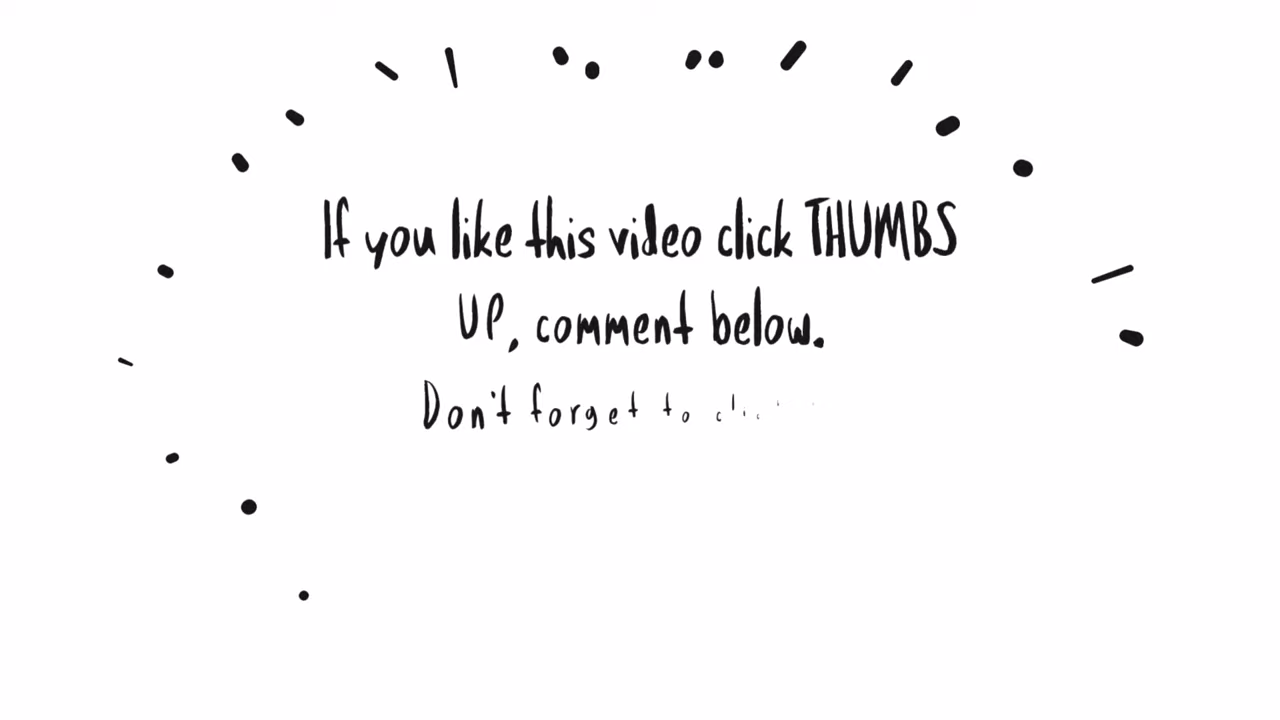 If you like this video click THUMBS
UP, comment below.
Don't forget to